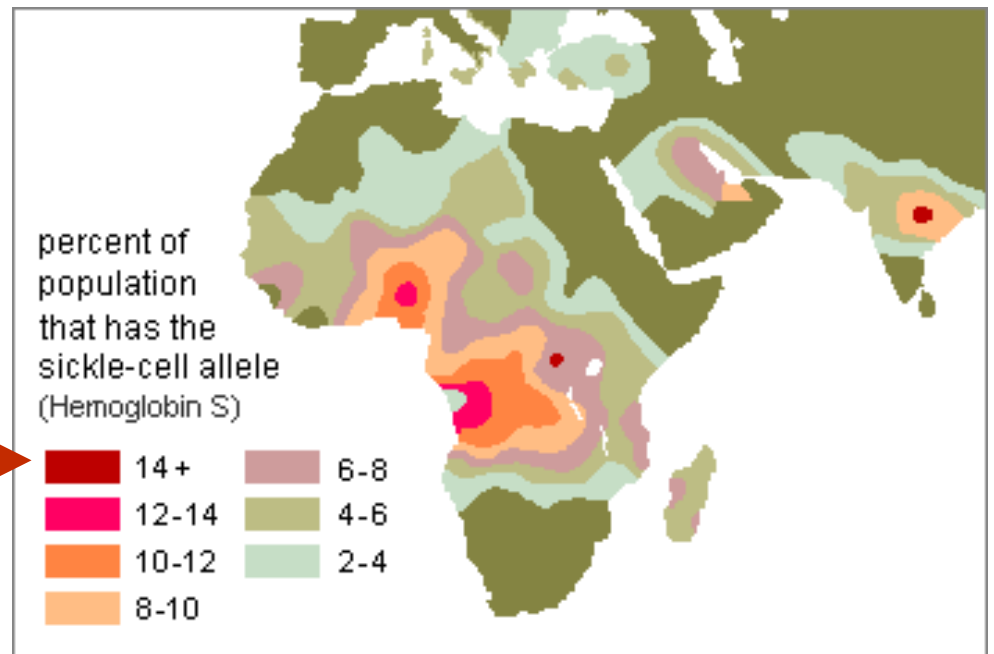 percent of
population
that has the
sickle-cell allele
(Hemoglobin S)
14 +
12-14
10-12
8-10
6-8
4-6
2-4